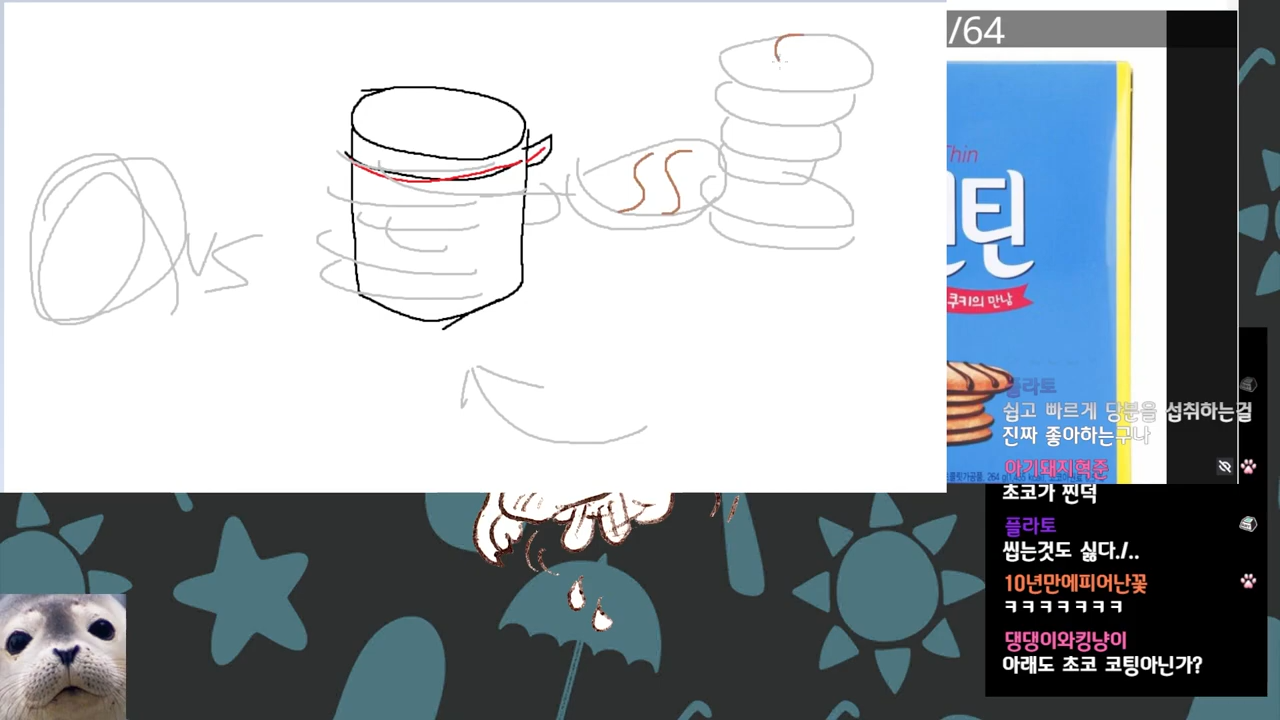 /64
Thin
틴
쿠키의 만남
vs
플라토
쉽고 빠르게 당분을 섭취하는걸
진짜 좋아하는구나
아기돼지혁준
초코가 찐덕
플라토
씹는것도 싫다./..
10년만에피어난꽃
ㅋㅋㅋㅋㅋㅋㅋ
댕댕이와킹냥이
아래도 초코 코팅아닌가?